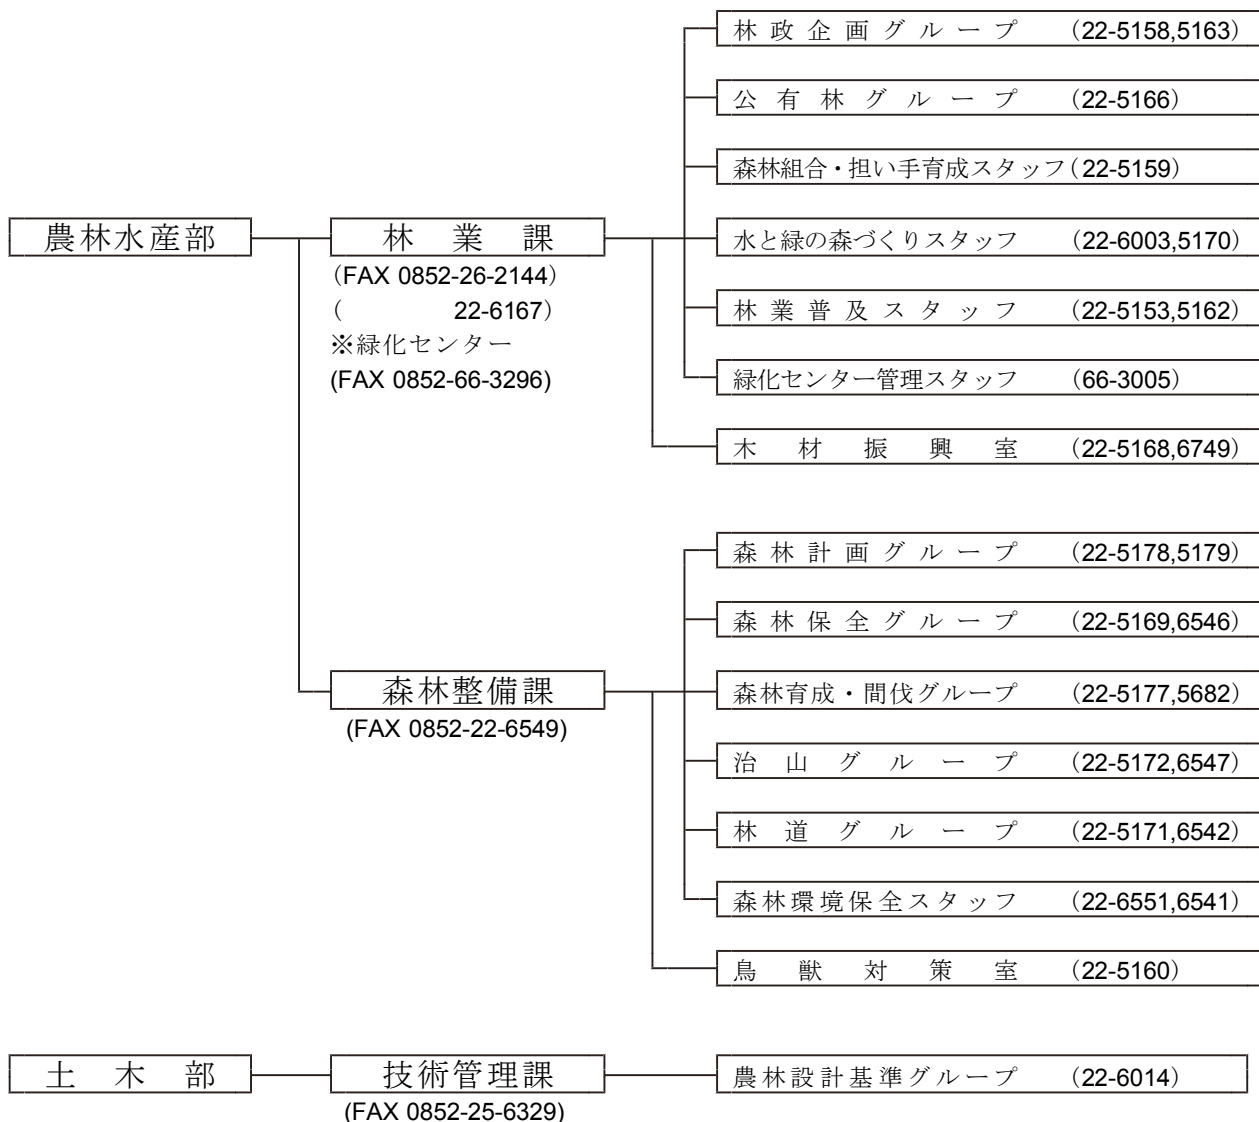 林政企画グループ （22-5158,5163）
公有林グループ （22-5166）
森林組合・担い手育成スタッフ（22-5159）
農林水産部 林業課 水と緑の森づくりスタッフ （22-6003,5170）
（FAX 0852-26-2144）
（ 22-6167）
林業普及スタッフ （22-5153,5162）
※緑化センター
(FAX 0852-66-3296)
緑化センター管理スタッフ （66-3005）
木材振興室 （22-5168,6749）
森林計画グループ （22-5178,5179）
森林保全グループ （22-5169,6546）
森林整備課 森林育成・間伐グループ （22-5177,5682）
(FAX 0852-22-6549)
治山グループ （22-5172,6547）
林道グループ （22-5171,6542）
森林環境保全スタッフ （22-6551,6541）
鳥獣対策室 （22-5160）
土木部 技術管理課 農林設計基準グループ （22-6014）
(FAX 0852-25-6329)